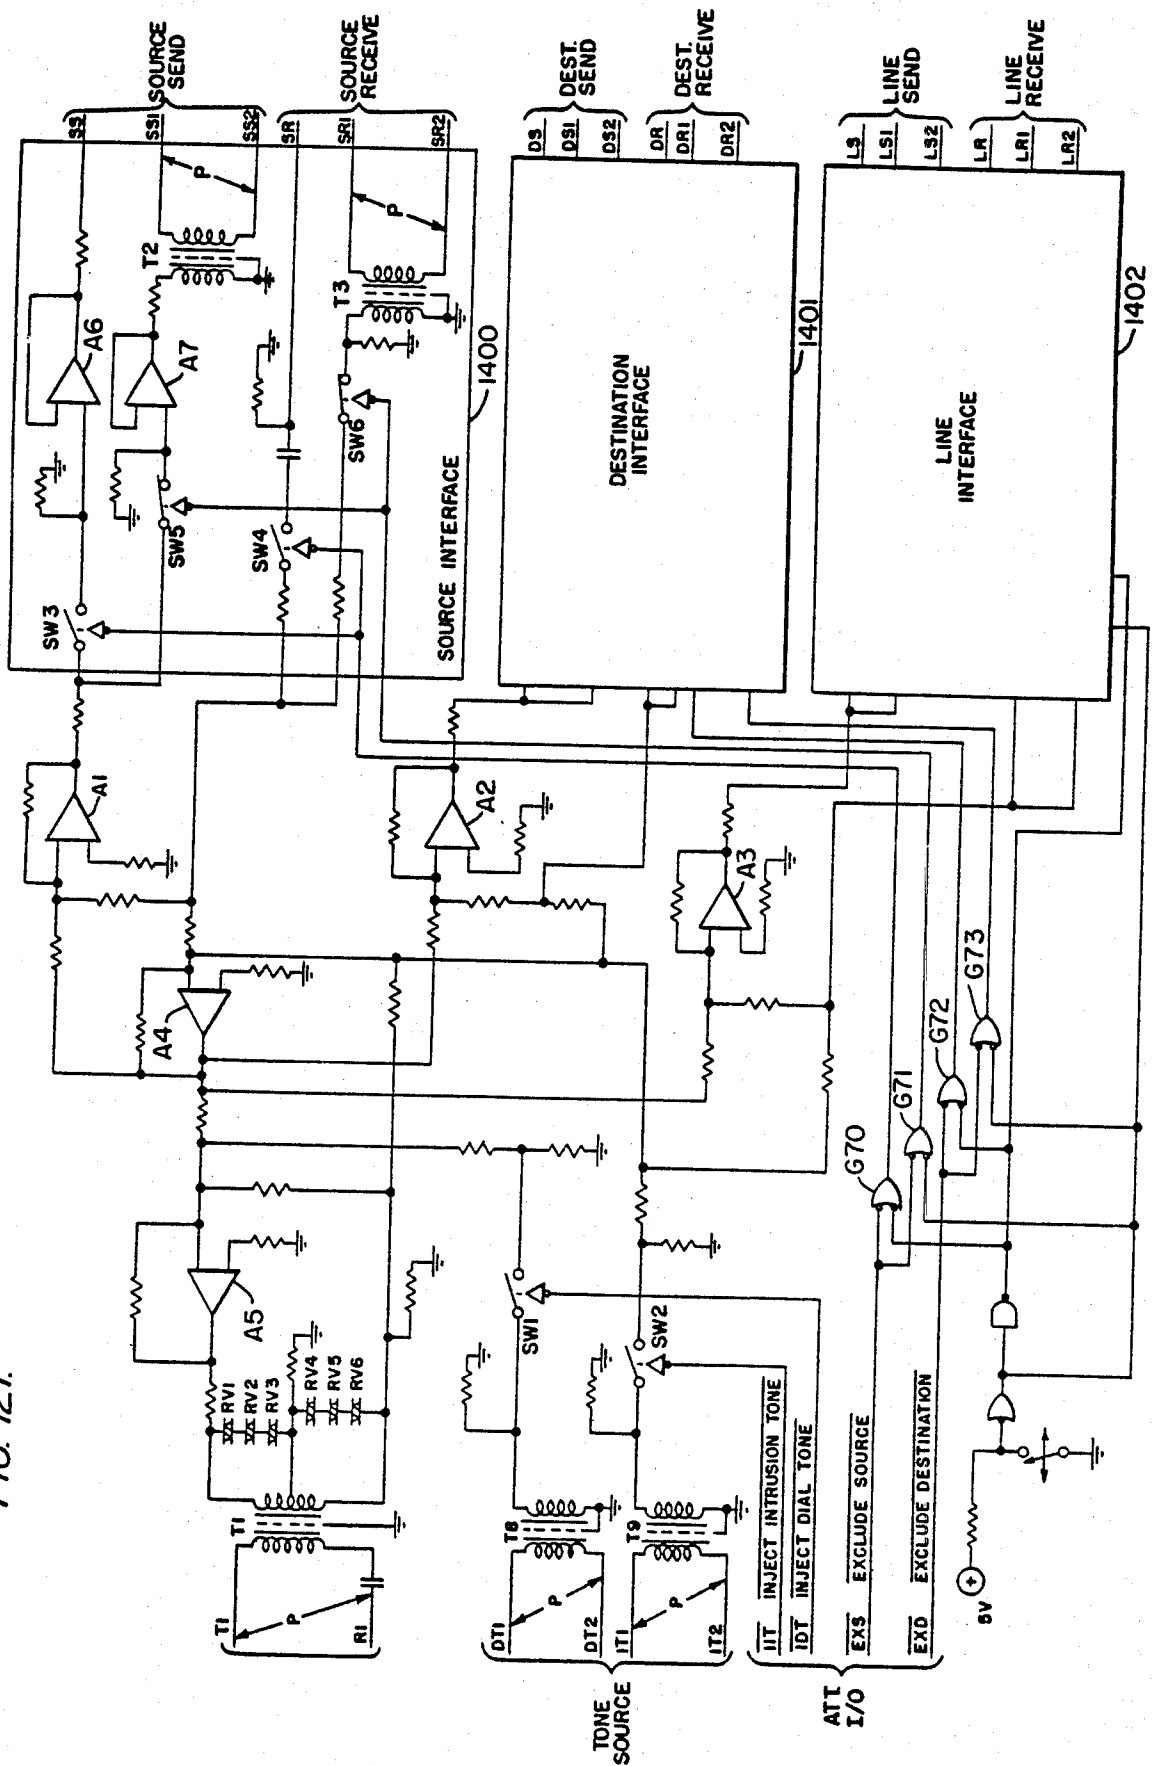 FIG. 121.
SOURCE
SEND
SS
SS1
SS2
SOURCE
RECEIVE
SR
SR1
SR2
DEST.
SEND
DS
DS1
DS2
DEST.
RECEIVE
DR
DR1
DR2
LINE
SEND
LS
LS1
LS2
LINE
RECEIVE
LR
LR1
LR2
P
P
T2
T3
A6
A7
SW3
SW5
SW4
SW6
SOURCE INTERFACE
1400
DESTINATION
INTERFACE
1401
LINE
INTERFACE
1402
A1
A2
A3
A4
A5
G70
G71
G72
G73
RV1
RV2
RV3
RV4
RV5
RV6
SW1
SW2
T1
T8
T9
T1
P
R1
DT1
P
DT2
IT1
P
IT2
TONE
SOURCE
IIT INJECT INTRUSION TONE
IDT INJECT DIAL TONE
EXS EXCLUDE SOURCE
EXD EXCLUDE DESTINATION
ATT.
I/O
5V
+